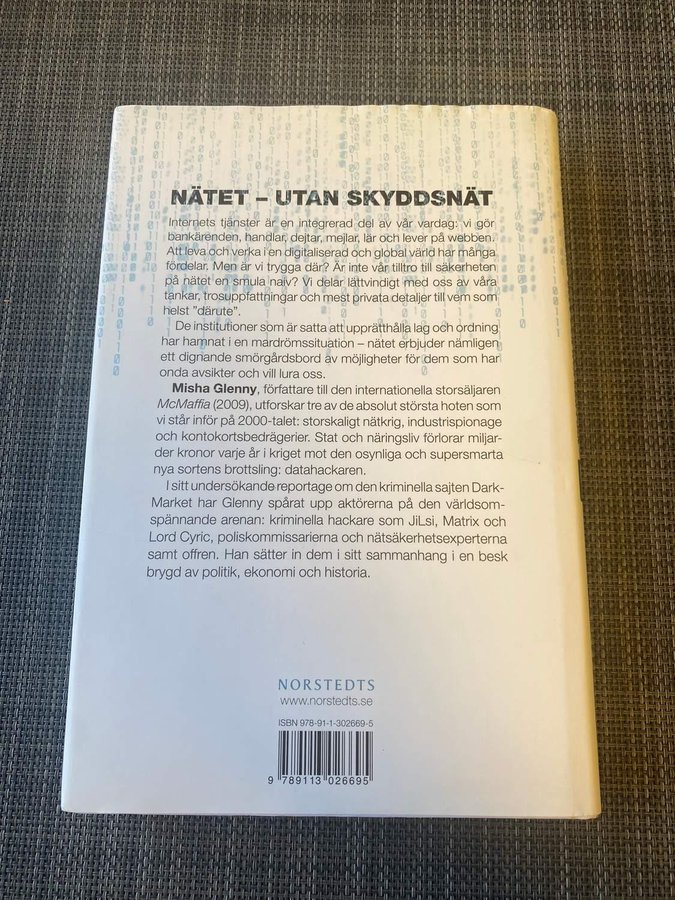 NÄTET – UTAN SKYDDSNÄT
Internets tjänster är en integrerad del av vår vardag: vi gör
bankärenden, handlar, dejtar, mejlar, lär och lever på webben.
Att leva och verka i en digitaliserad och global värld har många
fördelar. Men är vi trygga där? Är inte vår tilltro till säkerheten
på nätet en smula naiv? Vi delar lättvindigt med oss av våra
tankar, trosuppfattningar och mest privata detaljer till vem som
helst ”därute”.
De institutioner som är satta att upprätthålla lag och ordning
har hamnat i en mardrömssituation – nätet erbjuder nämligen
ett dignande smörgårdsbord av möjligheter för dem som har
onda avsikter och vill lura oss.
Misha Glenny, författare till den internationella storsäljaren
McMaffia (2009), utforskar tre av de absolut största hoten som
vi står inför på 2000-talet: storskaligt nätkrig, industrispionage
och kontokortsbedrägerier. Stat och näringsliv förlorar miljar-
der kronor varje år i kriget mot den osynliga och supersmarta
nya sortens brottsling: datahackaren.
I sitt undersökande reportage om den kriminella sajten Dark-
Market har Glenny spårat upp aktörerna på den världsom-
spännande arenan: kriminella hackare som JiLsi, Matrix och
Lord Cyric, poliskommissarierna och nätsäkerhetsexperterna
samt offren. Han sätter in dem i sitt sammanhang i en besk
brygd av politik, ekonomi och historia.
NORSTEDTS
www.norstedts.se
ISBN 978-91-1-302669-5
9 789113 026695